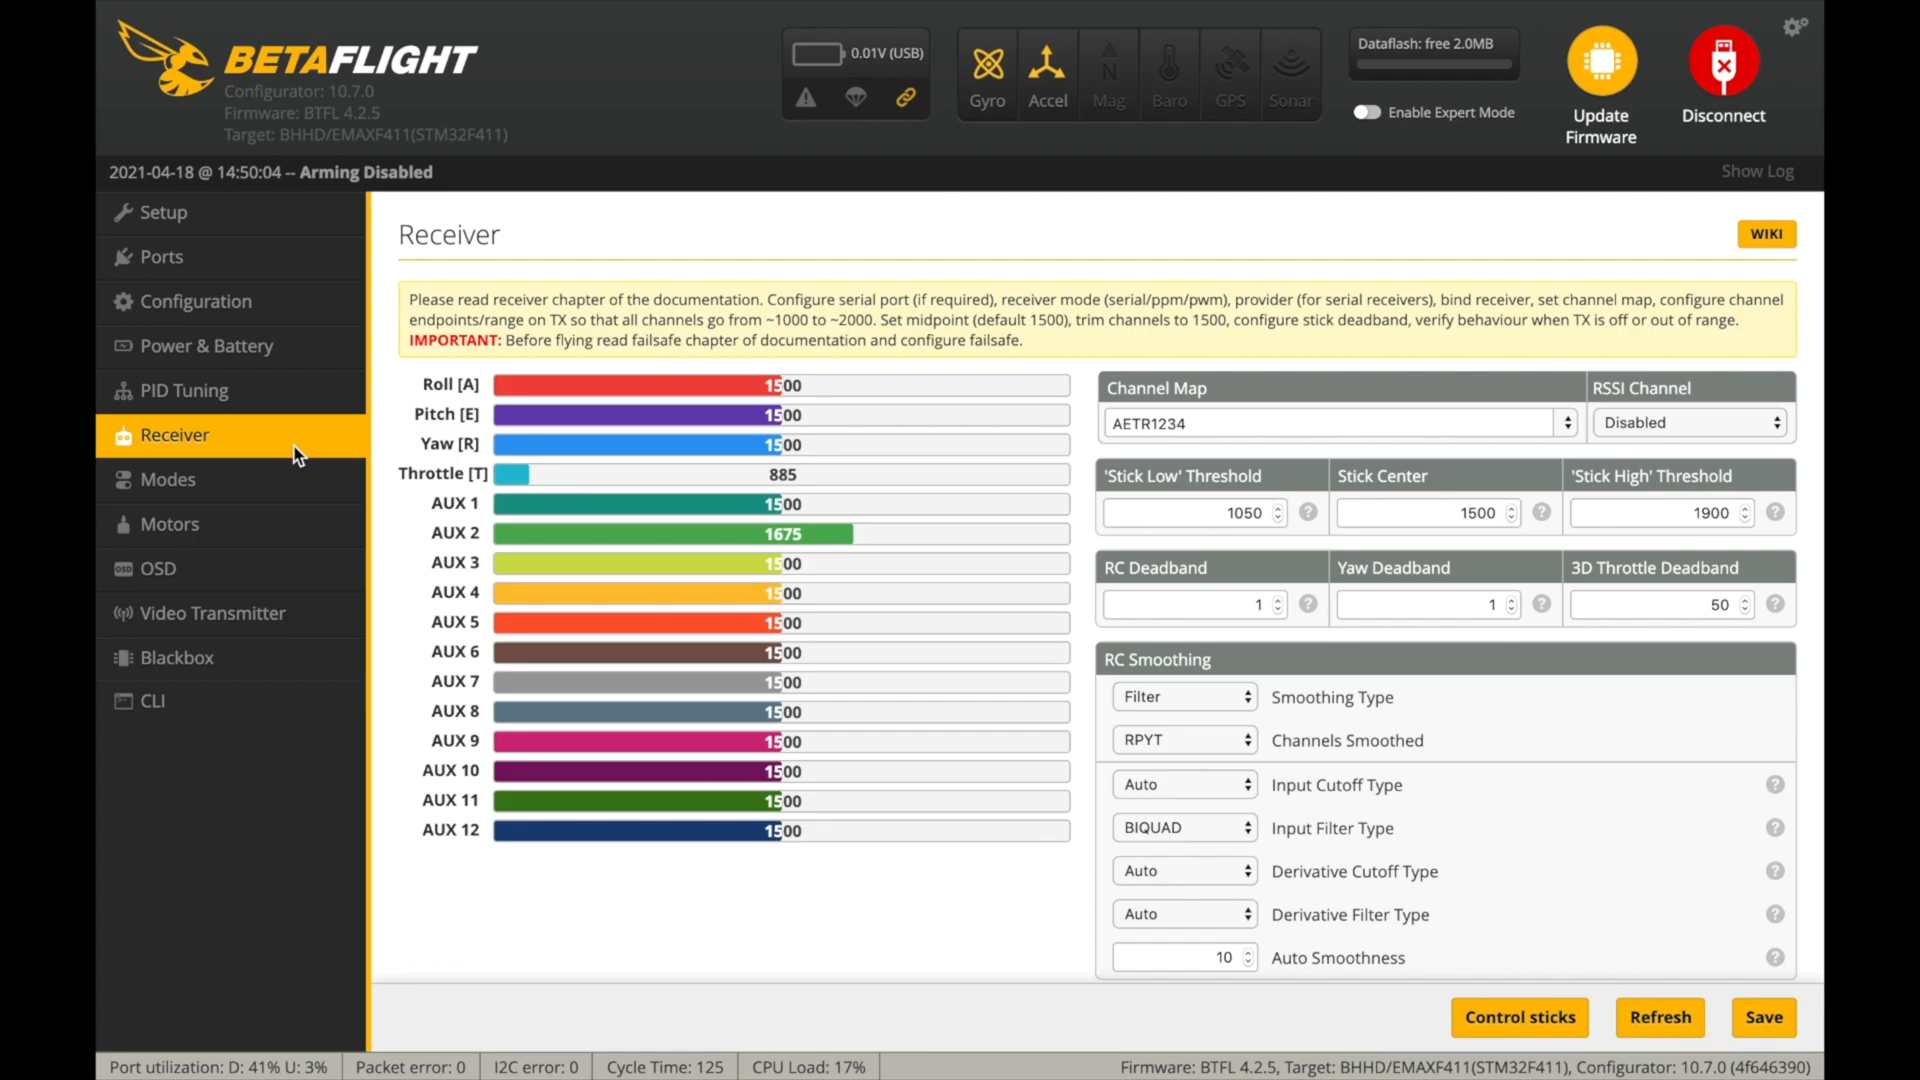 BETAFLIGHT
Configurator: 10.7.0
Firmware: BTFL 4.2.5
Target: BHHD/EMAXF411(STM32F411)
0.01V (USB)
Gyro
Accel
Mag
Baro
GPS
Sonar
Dataflash: free 2.0MB
Enable Expert Mode
Update
Firmware
Disconnect
2021-04-18 @ 14:50:04 -- Arming Disabled
Show Log
Setup
Ports
Configuration
Power & Battery
PID Tuning
Receiver
Modes
Motors
OSD
Video Transmitter
Blackbox
CLI
Receiver
WIKI
Please read receiver chapter of the documentation. Configure serial port (if required), receiver mode (serial/ppm/pwm), provider (for serial receivers), bind receiver, set channel map, configure channel
endpoints/range on TX so that all channels go from ~1000 to ~2000. Set midpoint (default 1500), trim channels to 1500, configure stick deadband, verify behaviour when TX is off or out of range.
IMPORTANT: Before flying read failsafe chapter of documentation and configure failsafe.
Roll [A] 1500
Pitch [E] 1500
Yaw [R] 1500
Throttle [T] 885
AUX 1 1500
AUX 2 1675
AUX 3 1500
AUX 4 1500
AUX 5 1500
AUX 6 1500
AUX 7 1500
AUX 8 1500
AUX 9 1500
AUX 10 1500
AUX 11 1500
AUX 12 1500
Channel Map RSSI Channel
AETR1234 Disabled
'Stick Low' Threshold Stick Center 'Stick High' Threshold
1050 ? 1500 ? 1900 ?
RC Deadband Yaw Deadband 3D Throttle Deadband
1 ? 1 ? 50 ?
RC Smoothing
Filter Smoothing Type
RPYT Channels Smoothed
Auto Input Cutoff Type ?
BIQUAD Input Filter Type ?
Auto Derivative Cutoff Type ?
Auto Derivative Filter Type ?
10 Auto Smoothness ?
Control sticks Refresh Save
Port utilization: D: 41% U: 3% Packet error: 0 I2C error: 0 Cycle Time: 125 CPU Load: 17% Firmware: BTFL 4.2.5, Target: BHHD/EMAXF411(STM32F411), Configurator: 10.7.0 (4f646390)